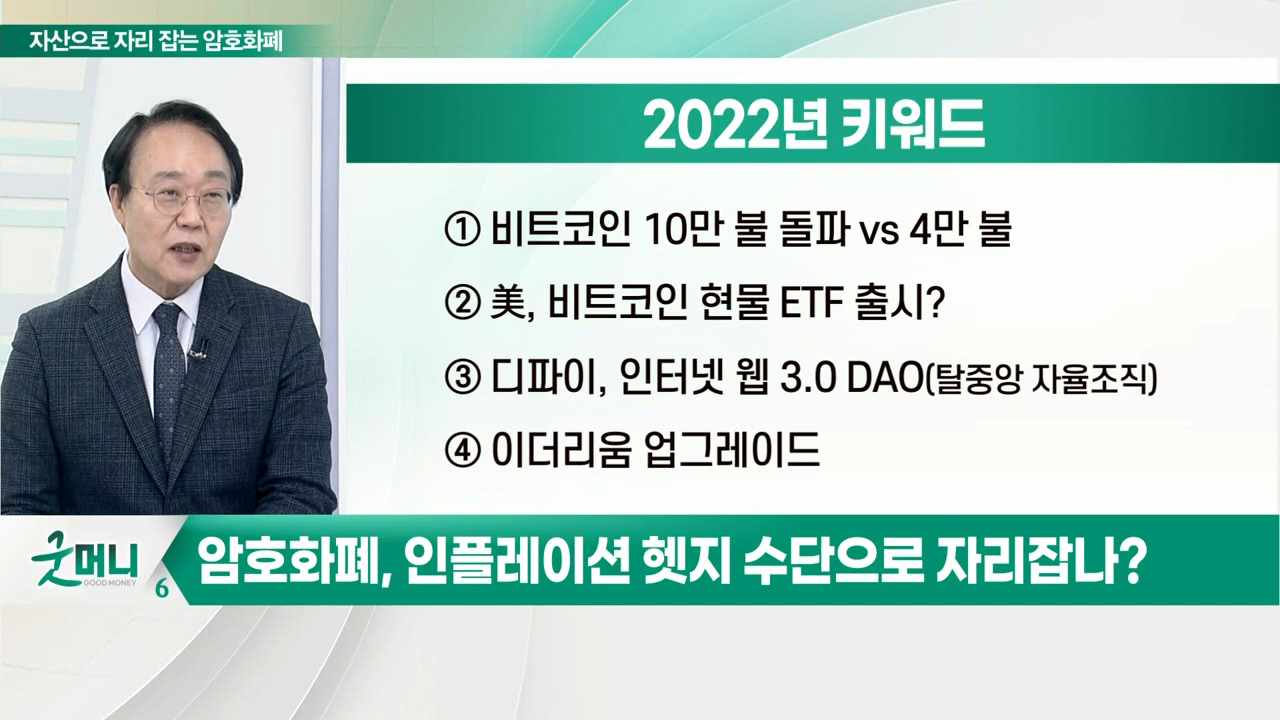 자산으로 자리 잡는 암호화폐
2022년 키워드
① 비트코인 10만 불 돌파 vs 4만 불
② 美, 비트코인 현물 ETF 출시?
③ 디파이, 인터넷 웹 3.0 DAO(탈중앙 자율조직)
④ 이더리움 업그레이드
굿머니
GOOD MONEY
6
암호화폐, 인플레이션 헷지 수단으로 자리잡나?